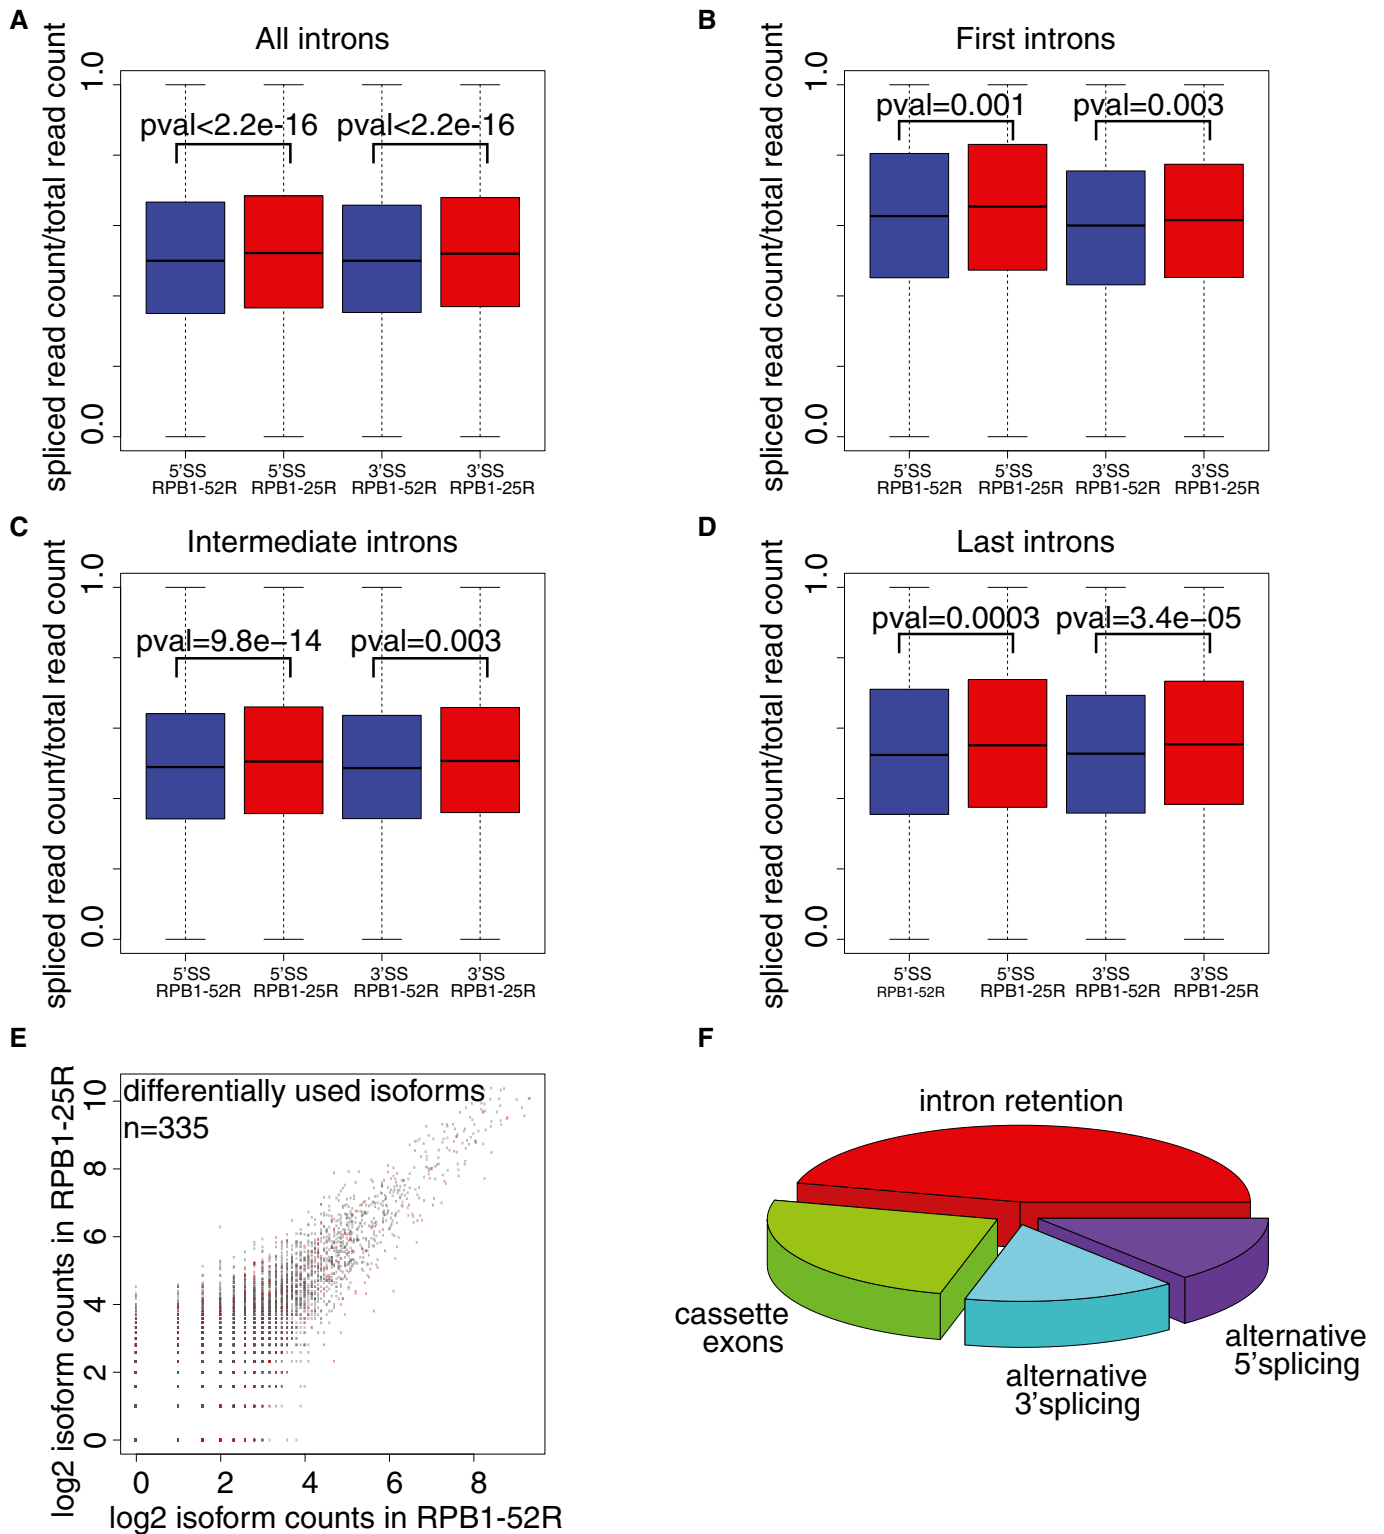 A
All introns
spliced read count/total read count
1.0
0.0
pval<2.2e-16
pval<2.2e-16
5'SS
RPB1-52R
5'SS
RPB1-25R
3'SS
RPB1-52R
3'SS
RPB1-25R
B
First introns
spliced read count/total read count
1.0
0.0
pval=0.001
pval=0.003
5'SS
RPB1-52R
5'SS
RPB1-25R
3'SS
RPB1-52R
3'SS
RPB1-25R
C
Intermediate introns
spliced read count/total read count
1.0
0.0
pval=9.8e−14
pval=0.003
5'SS
RPB1-52R
5'SS
RPB1-25R
3'SS
RPB1-52R
3'SS
RPB1-25R
D
Last introns
spliced read count/total read count
1.0
0.0
pval=0.0003
pval=3.4e−05
5'SS
RPB1-52R
5'SS
RPB1-25R
3'SS
RPB1-52R
3'SS
RPB1-25R
E
differentially used isoforms
n=335
log2 isoform counts in RPB1-25R
10
8
6
4
2
0
0 2 4 6 8
log2 isoform counts in RPB1-52R
F
intron retention
cassette
exons
alternative
3'splicing
alternative
5'splicing